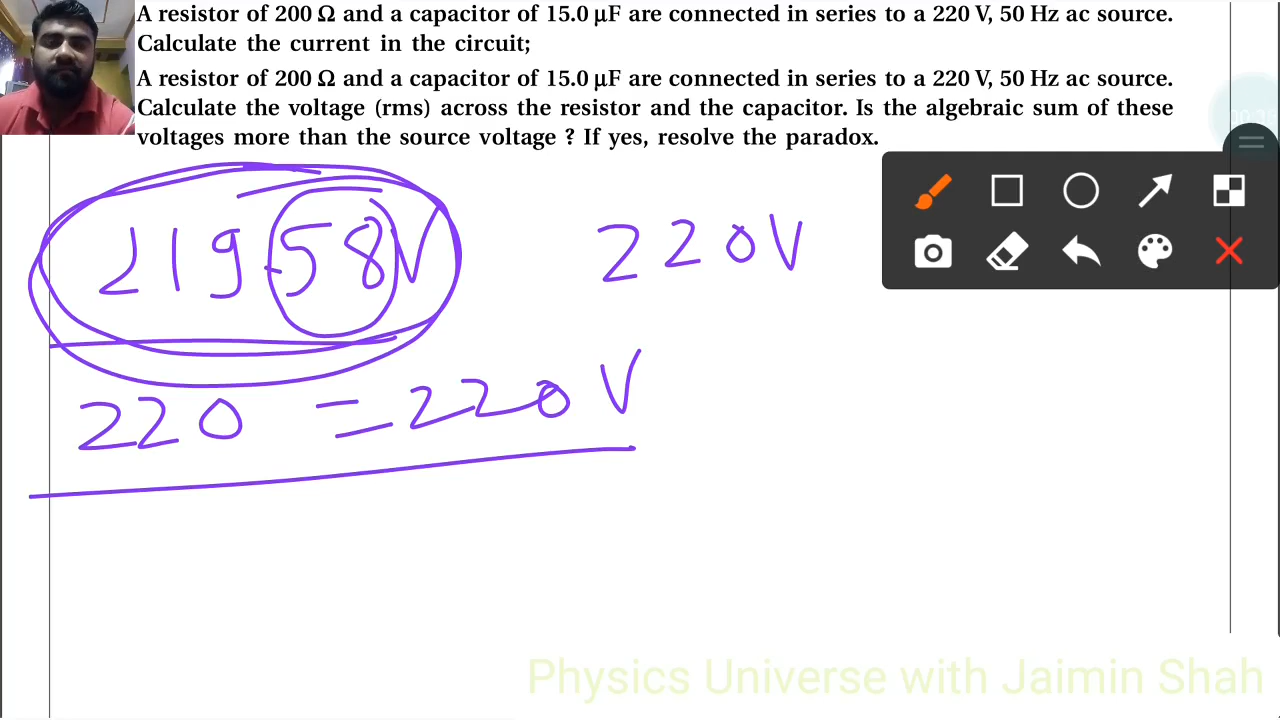 A resistor of 200 Ω and a capacitor of 15.0 μF are connected in series to a 220 V, 50 Hz ac source.
Calculate the current in the circuit;
A resistor of 200 Ω and a capacitor of 15.0 μF are connected in series to a 220 V, 50 Hz ac source.
Calculate the voltage (rms) across the resistor and the capacitor. Is the algebraic sum of these
voltages more than the source voltage ? If yes, resolve the paradox.
219.58V 220V
220 = 220 V
Physics Universe with Jaimin Shah